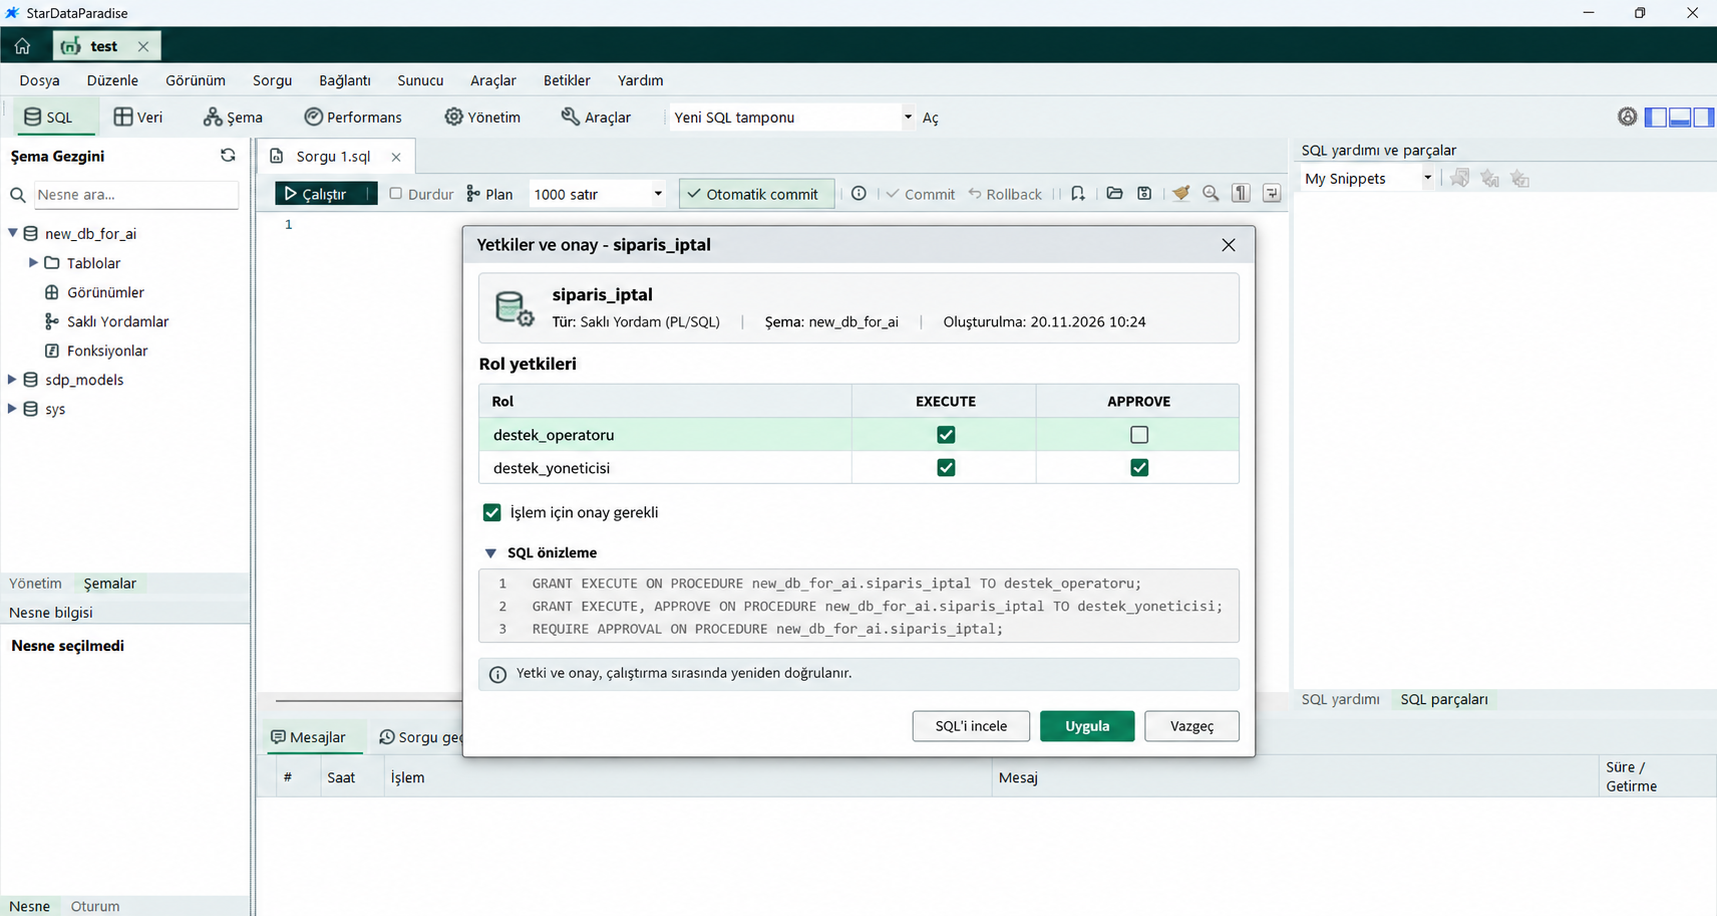 StarDataParadise
test
Dosya Düzenle Görünüm Sorgu Bağlantı Sunucu Araçlar Betikler Yardım
SQL Veri Şema Performans Yönetim Araçlar Yeni SQL tamponu Aç
Şema Gezgini
Nesne ara...
new_db_for_ai
Tablolar
Görünümler
Saklı Yordamlar
Fonksiyonlar
sdp_models
sys
Yönetim Şemalar
Nesne bilgisi
Nesne seçilmedi
Nesne Oturum
Sorgu 1.sql
Çalıştır Durdur Plan 1000 satır Otomatik commit Commit Rollback
1
Yetkiler ve onay - siparis_iptal
siparis_iptal
Tür: Saklı Yordam (PL/SQL) | Şema: new_db_for_ai | Oluşturulma: 20.11.2026 10:24
Rol yetkileri
Rol EXECUTE APPROVE
destek_operatoru
destek_yoneticisi
İşlem için onay gerekli
SQL önizleme
1 GRANT EXECUTE ON PROCEDURE new_db_for_ai.siparis_iptal TO destek_operatoru;
2 GRANT EXECUTE, APPROVE ON PROCEDURE new_db_for_ai.siparis_iptal TO destek_yoneticisi;
3 REQUIRE APPROVAL ON PROCEDURE new_db_for_ai.siparis_iptal;
Yetki ve onay, çalıştırma sırasında yeniden doğrulanır.
SQL'i incele Uygula Vazgeç
Mesajlar Sorgu geç
# Saat İşlem Mesaj Süre /
Getirme
SQL yardımı ve parçalar
My Snippets
SQL yardımı SQL parçaları